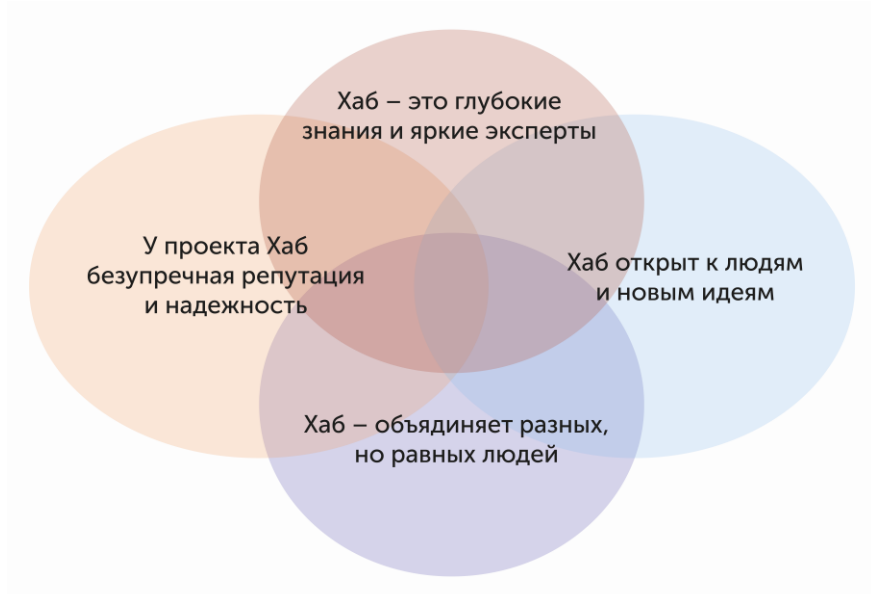 Хаб – это глубокие
знания и яркие эксперты
У проекта Хаб
безупречная репутация
и надежность
Хаб открыт к людям
и новым идеям
Хаб – объядиняет разных,
но равных людей